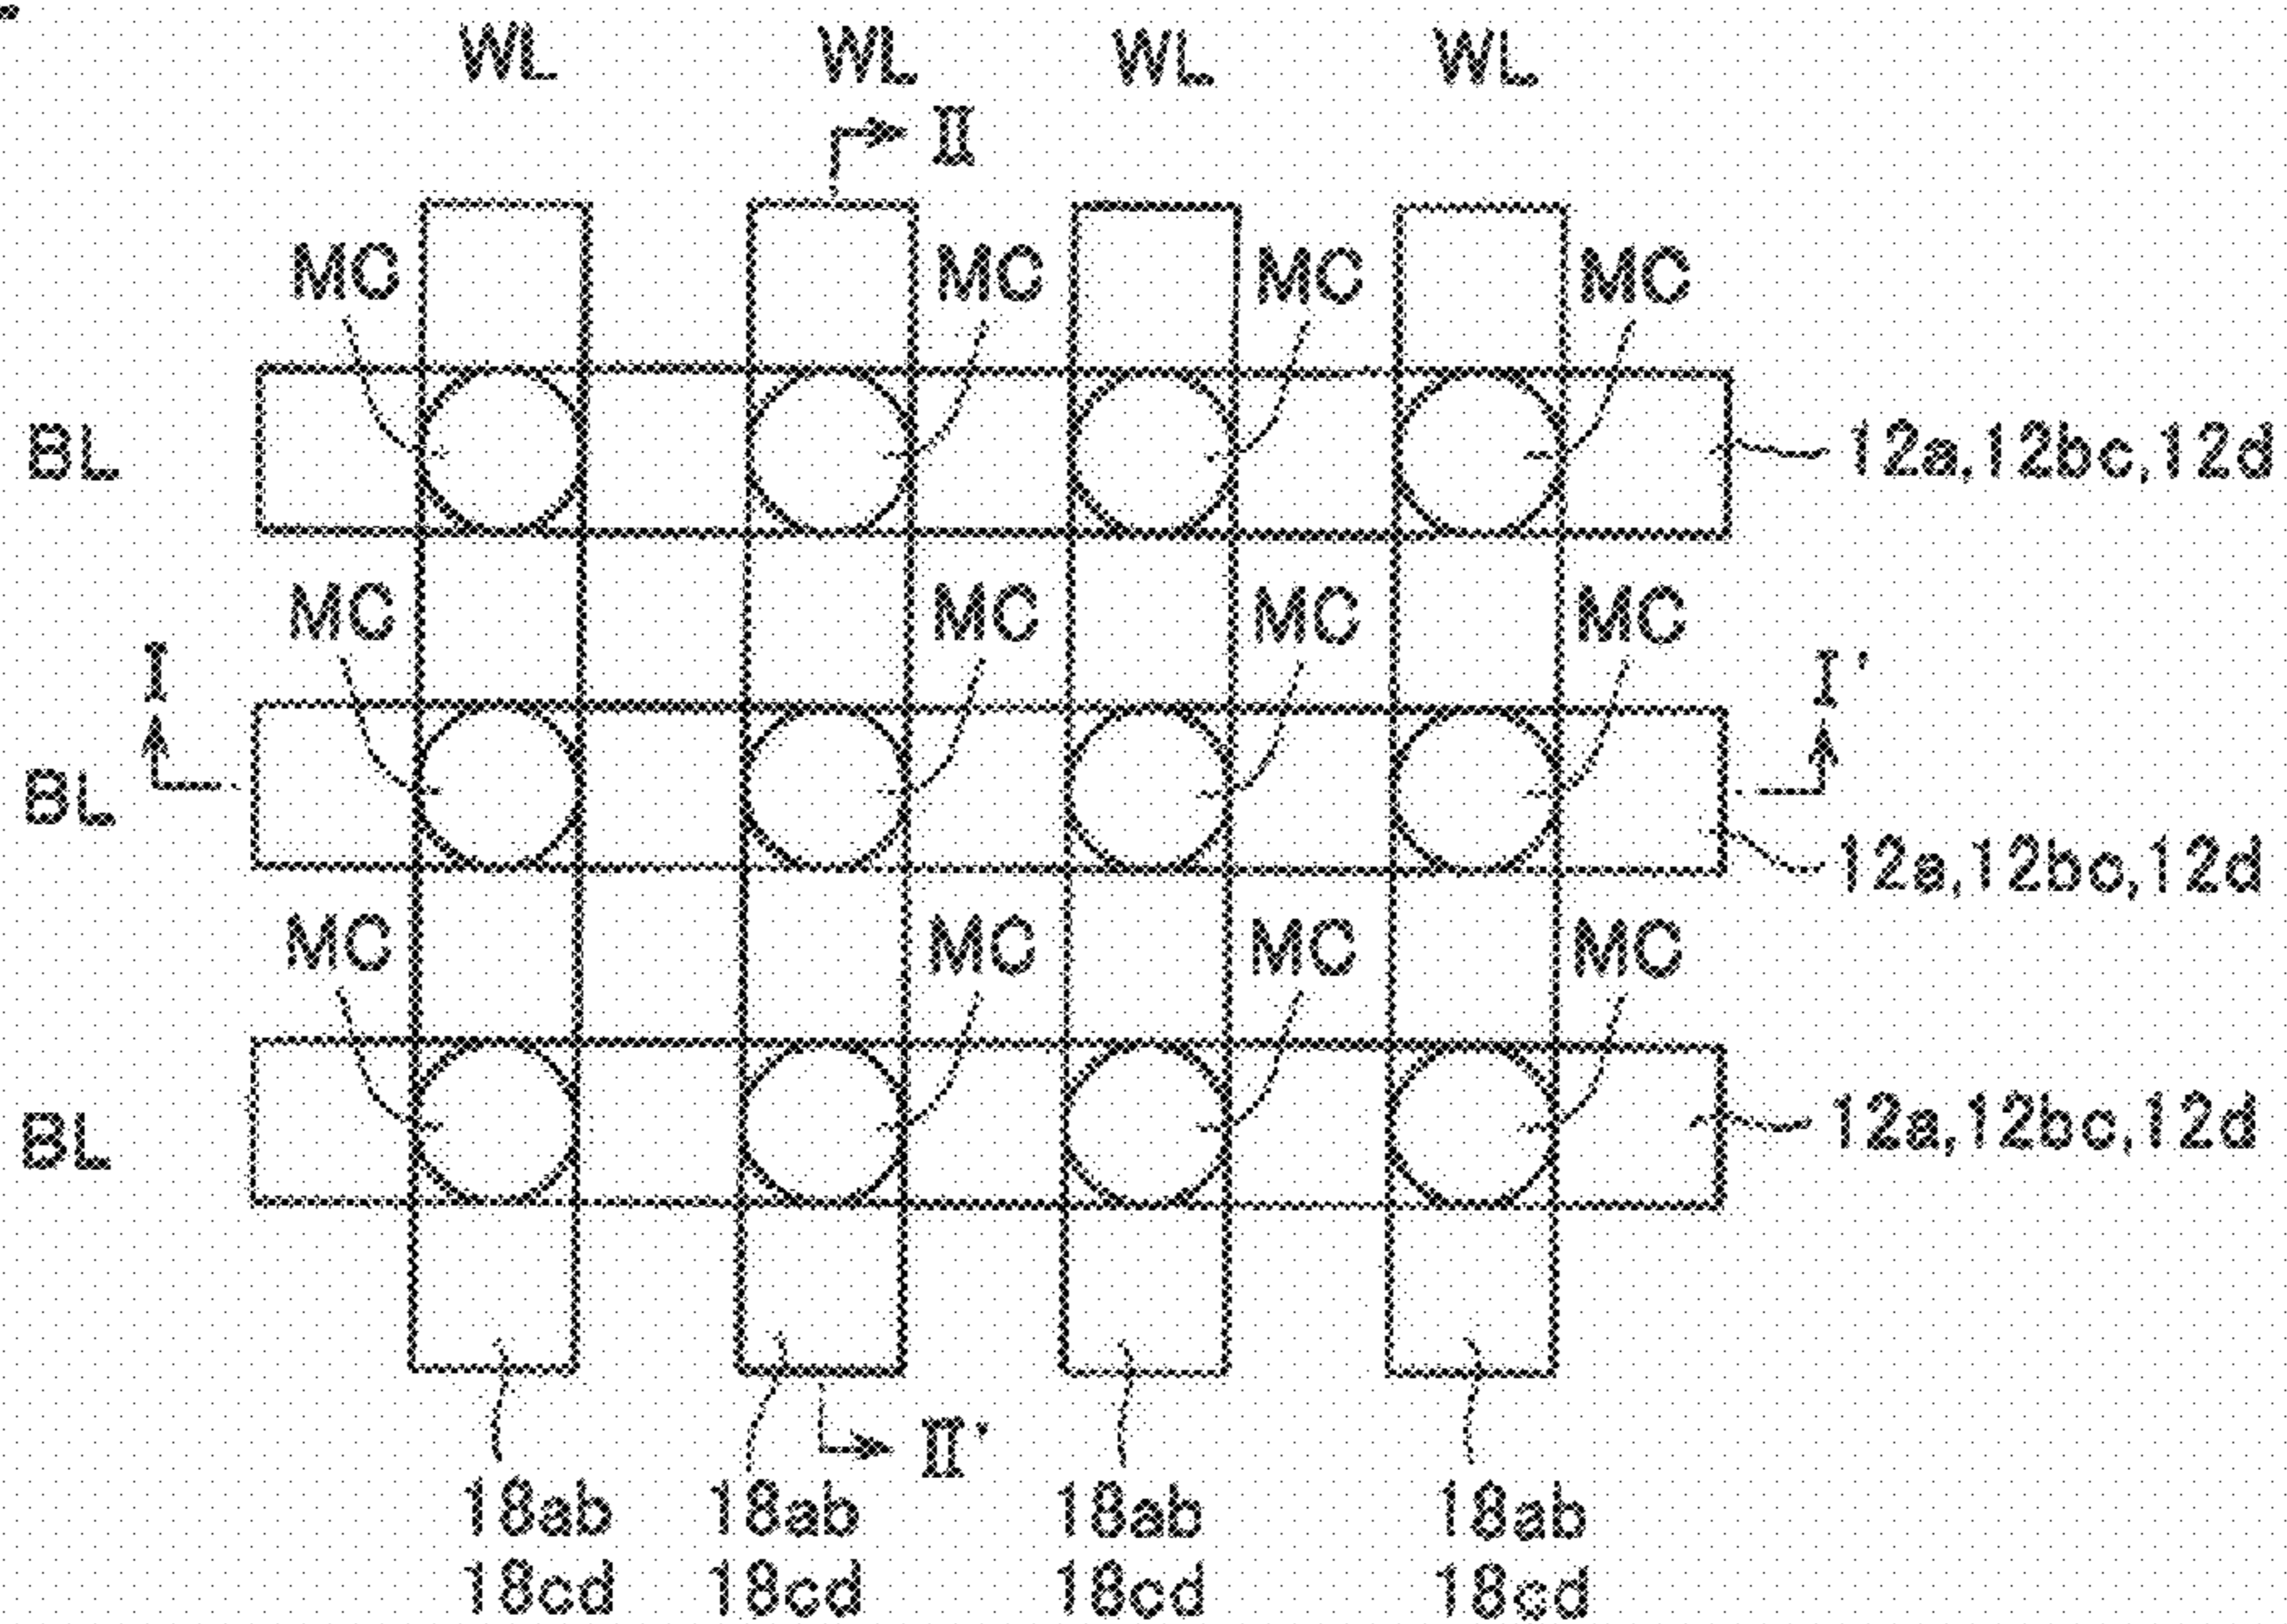 WL WL WL WL
II
MC MC MC MC
BL 12a,12bc,12d
MC MC MC MC
I I'
BL 12a,12bc,12d
MC MC MC MC
BL 12a,12bc,12d
II'
18ab 18ab 18ab 18ab
18cd 18cd 18cd 18cd